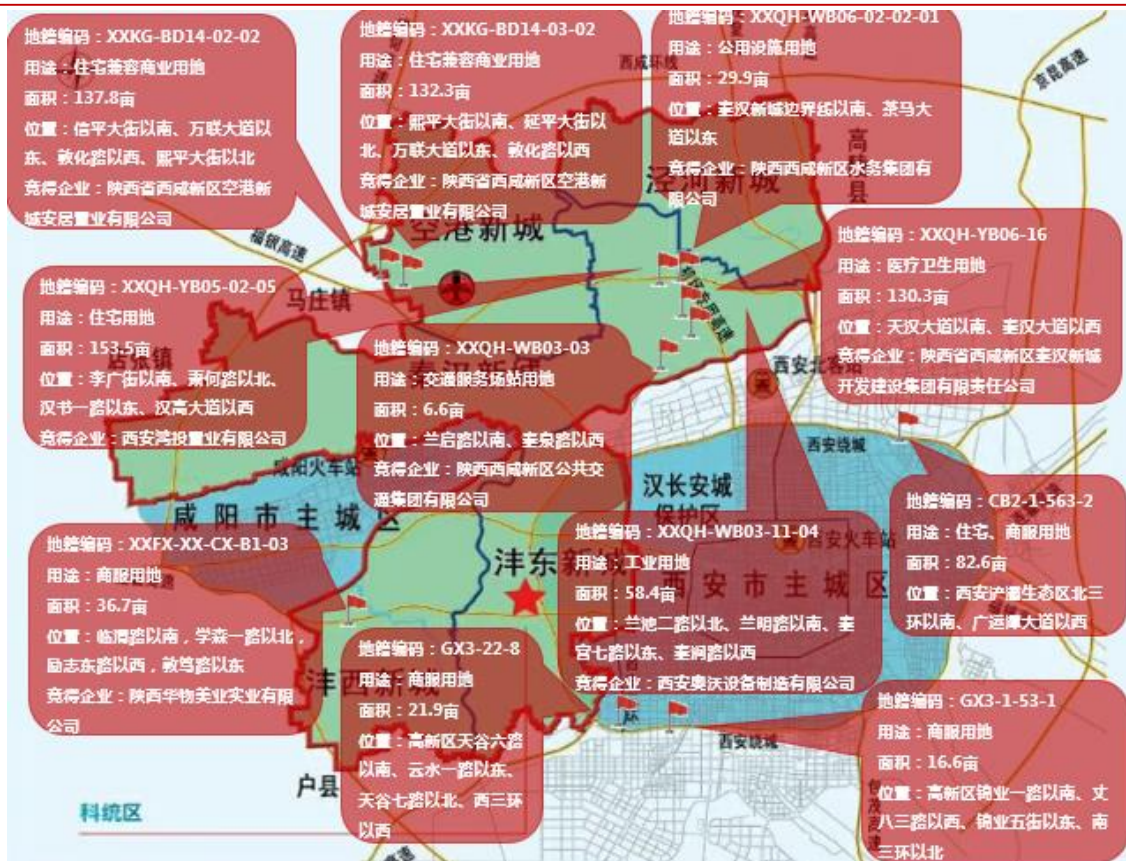 地籍编码：XXKG-BD14-02-02
用途：住宅兼容商业用地
面积：137.8亩
位置：信平大街以南、万联大道以
东、敦化路以西、熙平大街以北
竞得企业：陕西省西咸新区空港新
城安居置业有限公司
地籍编码：XXKG-BD14-03-02
用途：住宅兼容商业用地
面积：132.3亩
位置：熙平大街以南、延平大街以
北、万联大道以东、敦化路以西
竞得企业：陕西省西咸新区空港新
城安居置业有限公司
地籍编码：XXQH-WB06-02-02-01
用途：公用设施用地
面积：29.9亩
位置：秦汉新城边界线以南、茶马大
道以东
竞得企业：陕西西咸新区水务集团有
限公司
西咸环线
京昆高速
泾河新城
空港新城
福银高速
马庄镇
地籍编码：XXQH-YB06-16
用途：医疗卫生用地
面积：130.3亩
位置：天汉大道以南、秦汉大道以西
竞得企业：陕西省西咸新区秦汉新城
开发建设集团有限责任公司
地籍编码：XXQH-YB05-02-05
用途：住宅用地
面积：153.5亩
位置：李广街以南、萧何路以北、
汉书一路以东、汉高大道以西
竞得企业：西安鸿投置业有限公司
地籍编码：XXQH-WB03-03
用途：交通服务场站用地
面积：6.6亩
位置：兰启路以南、秦泉路以西
竞得企业：陕西西咸新区公共交
通集团有限公司
西安北客站
西安绕城
咸阳火车站
咸阳市主城区
汉长安城
保护区
地籍编码：CB2-1-563-2
用途：住宅、商服用地
面积：82.6亩
位置：西安浐灞生态区北三
环以南、广运潭大道以西
地籍编码：XXFX-XX-CX-B1-03
用途：商服用地
面积：36.7亩
位置：临渭路以南，学森一路以北，
励志东路以西，敦笃路以东
竞得企业：陕西华物美业实业有限
公司
沣东新城
地籍编码：XXQH-WB03-11-04
用途：工业用地
面积：58.4亩
位置：兰池二路以北、兰明路以南、秦
宫七路以东、秦阙路以西
竞得企业：西安奥沃设备制造有限公司
西安火车站
西安市主城区
沣西新城
地籍编码：GX3-22-8
用途：商服用地
面积：21.9亩
位置：高新区天谷六路
以南、云水一路以东、
天谷七路以北、西三环
以西
西安绕城
地籍编码：GX3-1-53-1
用途：商服用地
面积：16.6亩
位置：高新区锦业一路以南、丈
八三路以西、锦业五街以东、南
三环以北
户县
科统区